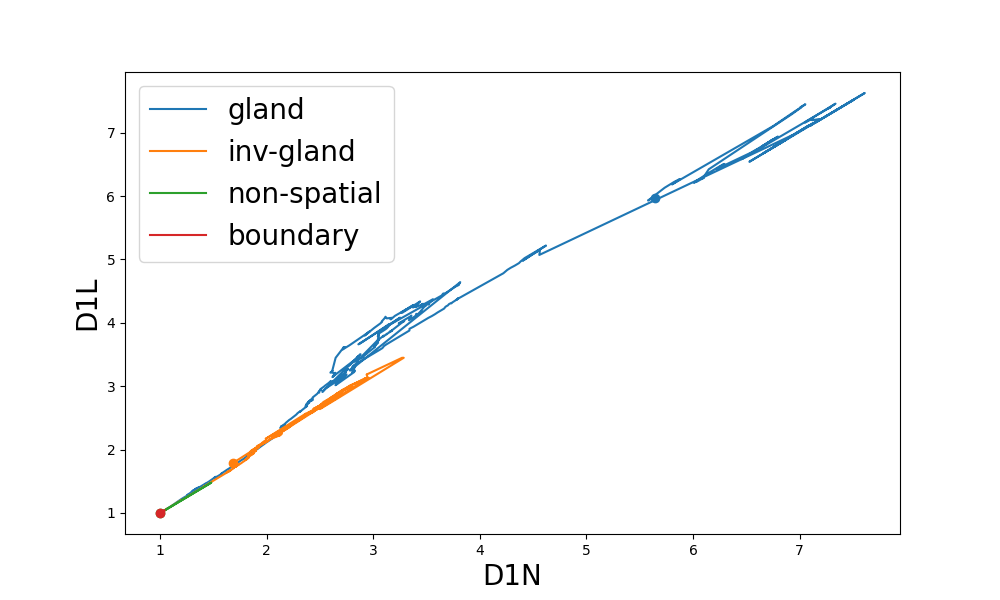 gland
inv-gland
non-spatial
boundary
7
6
5
4
3
2
1
D1L
1 2 3 4 5 6 7
D1N